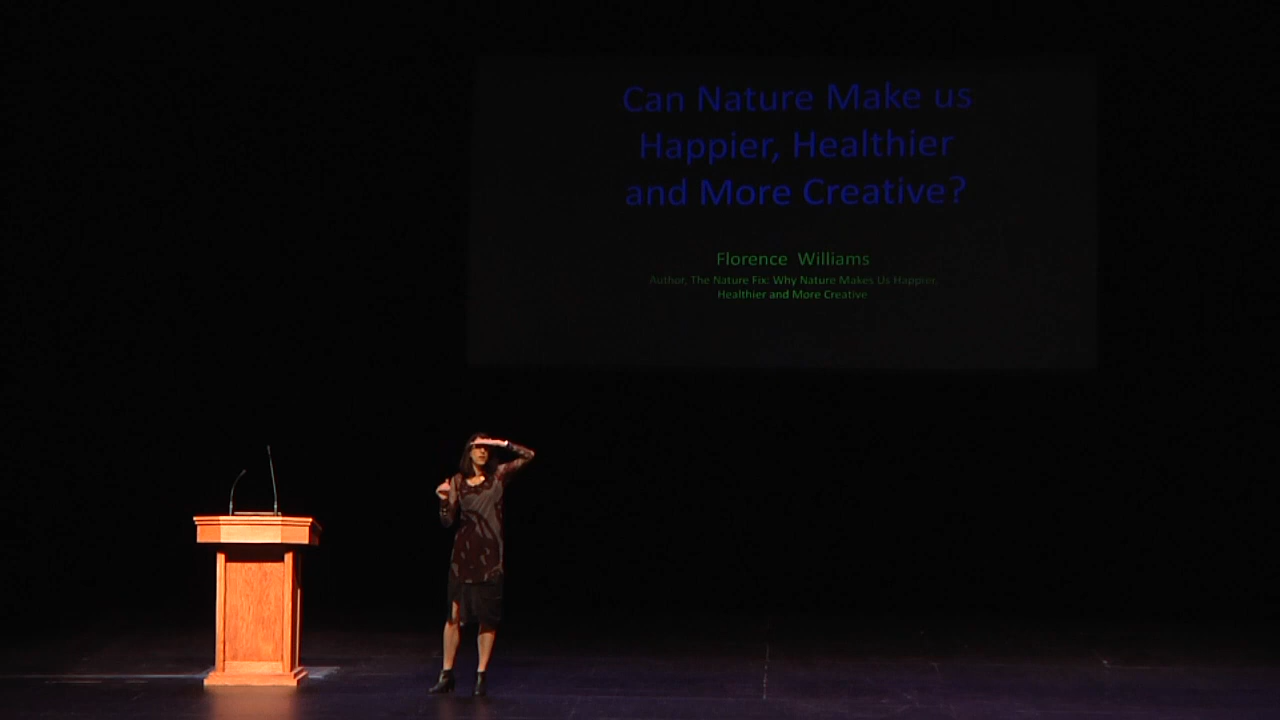 Can Nature Make us
Happier, Healthier
and More Creative?
Florence Williams
Author, The Nature Fix: Why Nature Makes Us Happier,
Healthier and More Creative